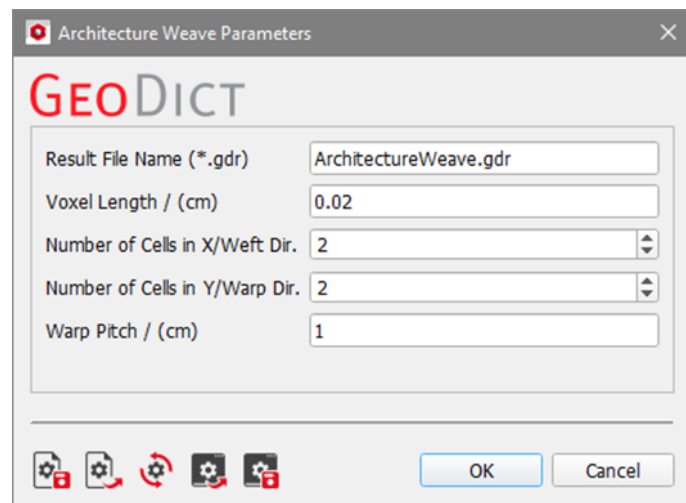 Architecture Weave Parameters
GEODICT
Result File Name (*.gdr) ArchitectureWeave.gdr
Voxel Length / (cm) 0.02
Number of Cells in X/Weft Dir. 2
Number of Cells in Y/Warp Dir. 2
Warp Pitch / (cm) 1
OK Cancel